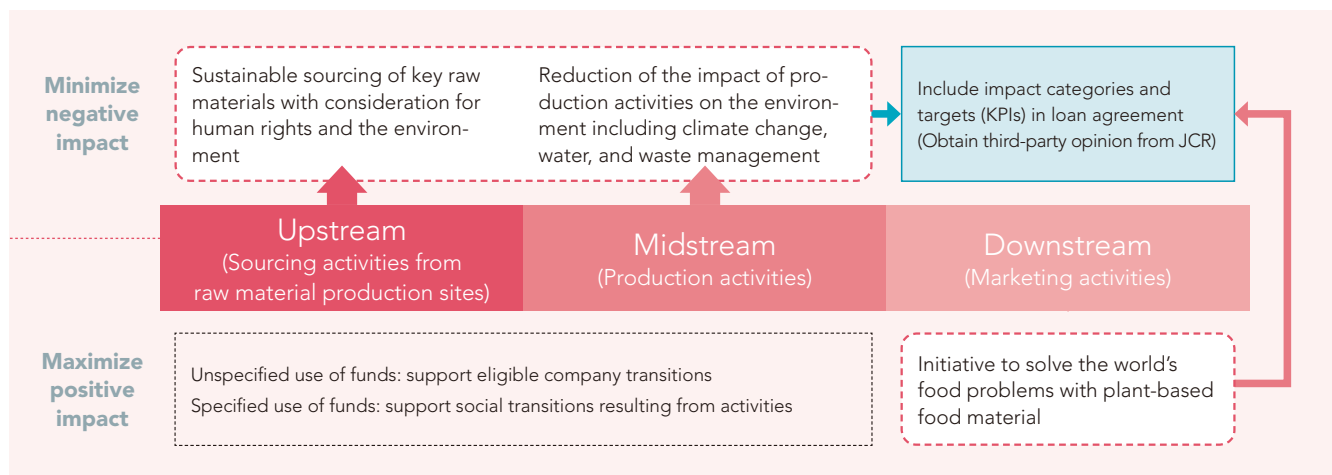 Minimize
negative
impact
Sustainable sourcing of key raw
materials with consideration for
human rights and the environ-
ment
Reduction of the impact of pro-
duction activities on the environ-
ment including climate change,
water, and waste management
Include impact categories and
targets (KPIs) in loan agreement
(Obtain third-party opinion from JCR)
Upstream
(Sourcing activities from
raw material production sites)
Midstream
(Production activities)
Downstream
(Marketing activities)
Maximize
positive
impact
Unspecified use of funds: support eligible company transitions
Specified use of funds: support social transitions resulting from activities
Initiative to solve the world’s
food problems with plant-based
food material